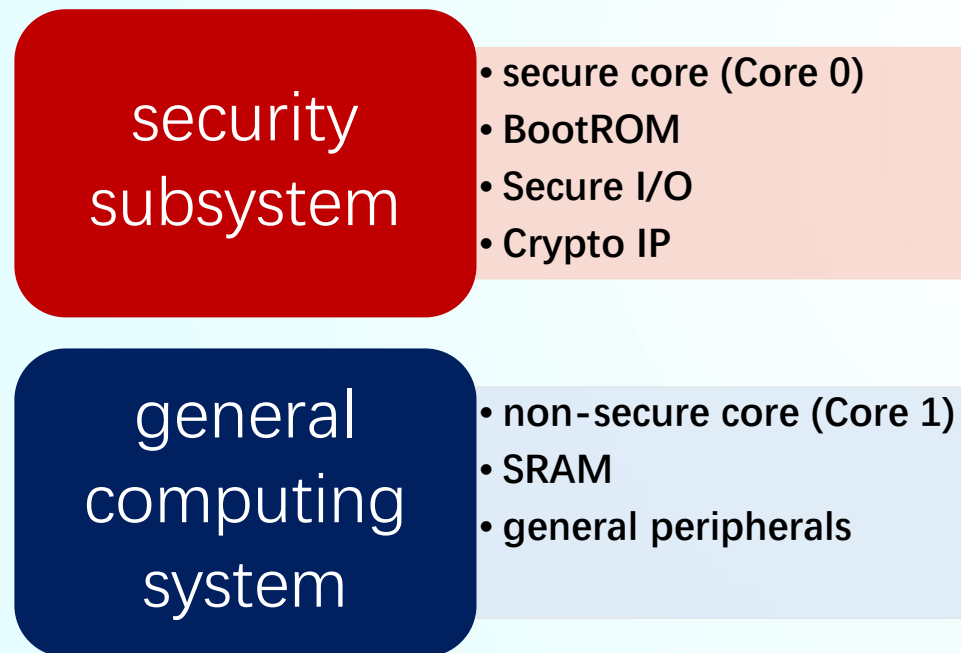 security
subsystem
• secure core (Core 0)
• BootROM
• Secure I/O
• Crypto IP
general
computing
system
• non-secure core (Core 1)
• SRAM
• general peripherals